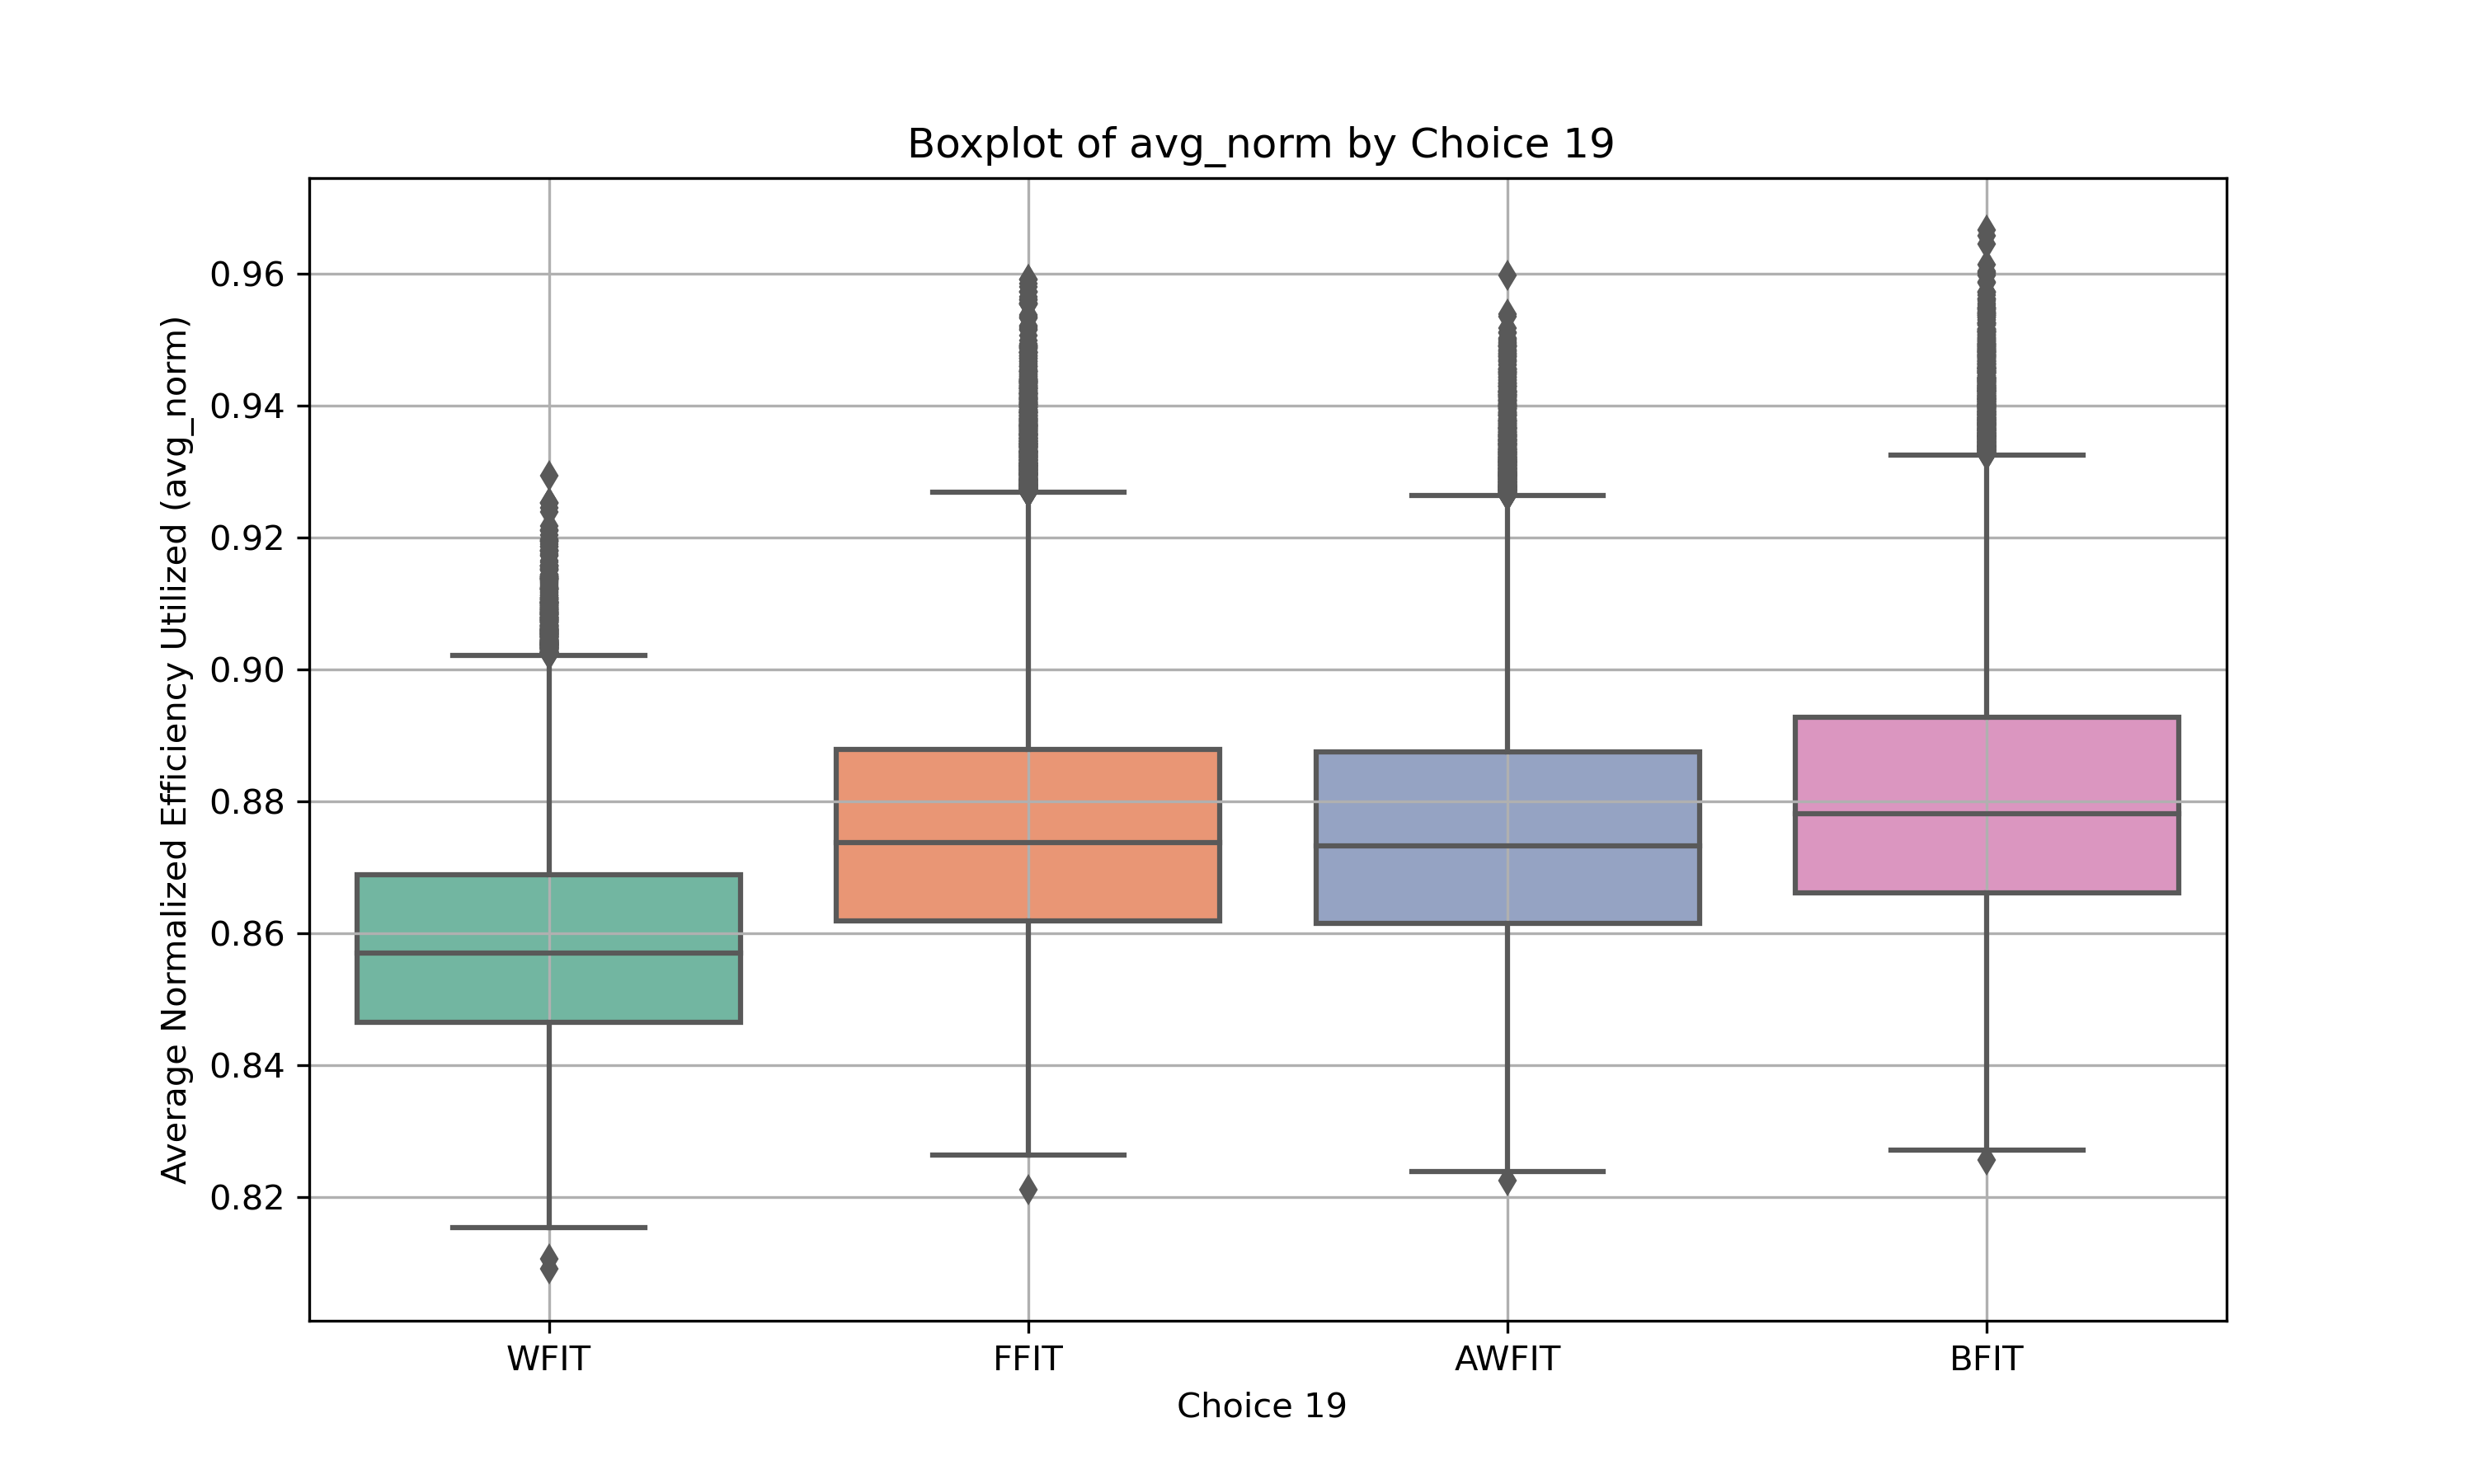 Boxplot of avg_norm by Choice 19
Average Normalized Efficiency Utilized (avg_norm)
0.96
0.94
0.92
0.90
0.88
0.86
0.84
0.82
WFIT FFIT AWFIT BFIT
Choice 19